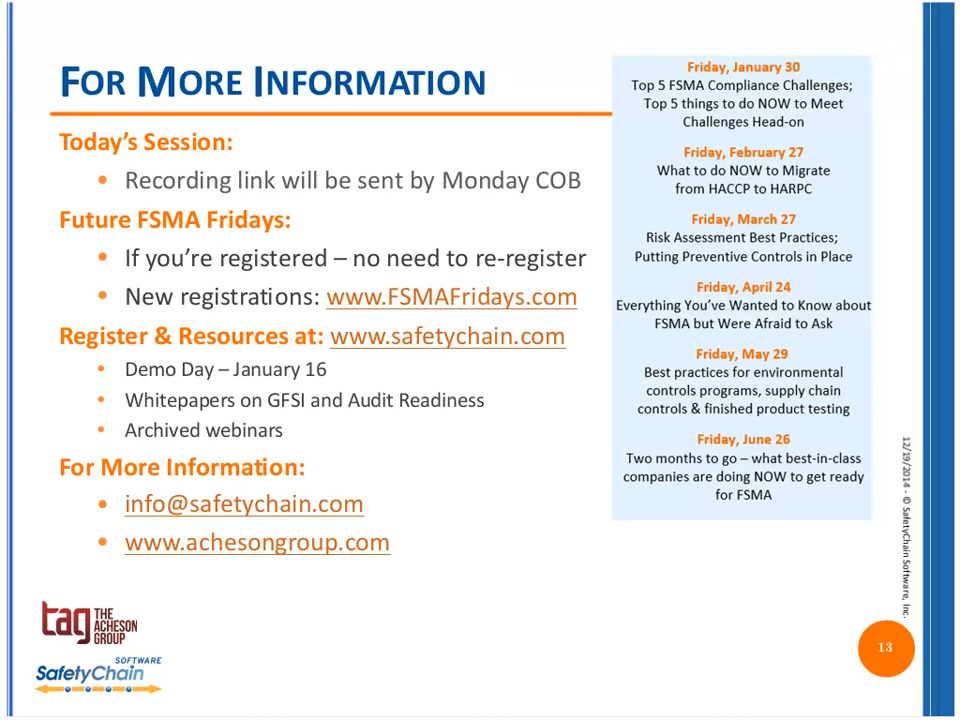 FOR MORE INFORMATION
Today's Session:
• Recording link will be sent by Monday COB
Future FSMA Fridays:
• If you're registered – no need to re-register
• New registrations: www.FSMAFridays.com
Register & Resources at: www.safetychain.com
• Demo Day – January 16
• Whitepapers on GFSI and Audit Readiness
• Archived webinars
For More Information:
• info@safetychain.com
• www.achesongroup.com
Friday, January 30
Top 5 FSMA Compliance Challenges;
Top 5 things to do NOW to Meet
Challenges Head-on
Friday, February 27
What to do NOW to Migrate
from HACCP to HARPC
Friday, March 27
Risk Assessment Best Practices;
Putting Preventive Controls in Place
Friday, April 24
Everything You've Wanted to Know about
FSMA but Were Afraid to Ask
Friday, May 29
Best practices for environmental
controls programs, supply chain
controls & finished product testing
Friday, June 26
Two months to go – what best-in-class
companies are doing NOW to get ready
for FSMA
12/19/2014 - © SafetyChain Software, Inc.
tag THE
ACHESON
GROUP
SOFTWARE
SafetyChain
13